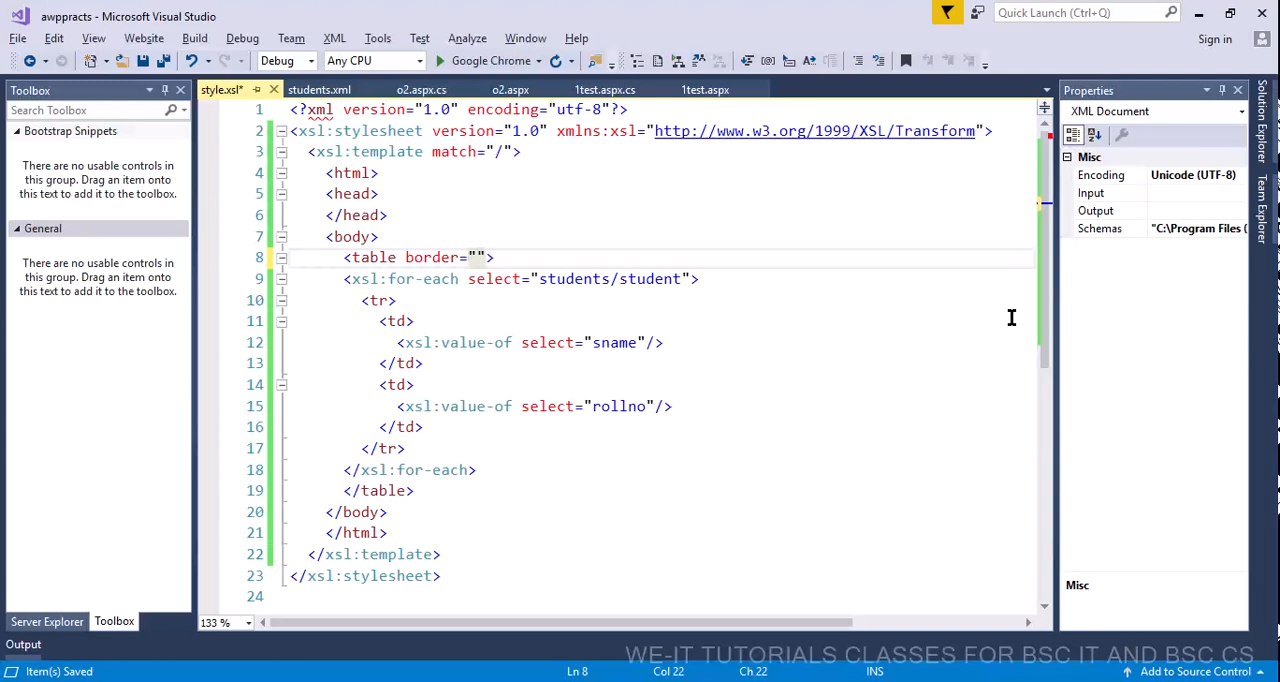 awppracts - Microsoft Visual Studio
Quick Launch (Ctrl+Q)
File Edit View Website Build Debug Team XML Tools Test Analyze Window Help
Sign in
Debug Any CPU Google Chrome
Toolbox
Search Toolbox
Bootstrap Snippets
There are no usable controls in this group. Drag an item onto this text to add it to the control.
General
There are no usable controls in this group. Drag an item onto this text to add it to the control.
Server Explorer Toolbox
style.xsl* students.xml o2.aspx.cs o2.aspx 1test.aspx.cs 1test.aspx
1 <?xml version="1.0" encoding="utf-8"?>
2 <xsl:stylesheet version="1.0" xmlns:xsl="http://www.w3.org/1999/XSL/Transform">
3 <xsl:template match="/">
4 <html>
5 <head>
6 </head>
7 <body>
8 <table border="">
9 <xsl:for-each select="students/student">
10 <tr>
11 <td>
12 <xsl:value-of select="sname"/>
13 </td>
14 <td>
15 <xsl:value-of select="rollno"/>
16 </td>
17 </tr>
18 </xsl:for-each>
19 </table>
20 </body>
21 </html>
22 </xsl:template>
23 </xsl:stylesheet>
24
133 %
Properties
XML Document
Misc
Encoding Unicode (UTF-8)
Input
Output
Schemas "C:\Program Files (
Misc
Solution Explorer
Team Explorer
Output
WE-IT TUTORIALS CLASSES FOR BSC IT AND BSC CS
Item(s) Saved Ln 8 Col 22 Ch 22 INS Add to Source Control